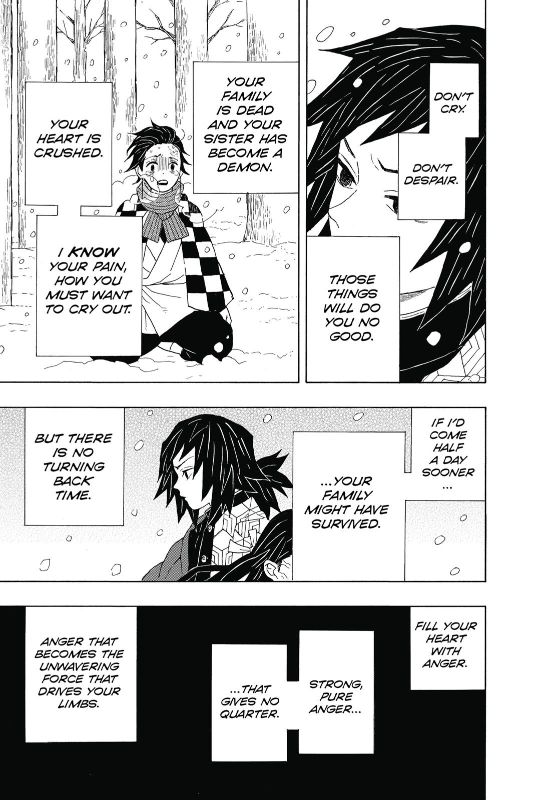 DON'T
CRY.
DON'T
DESPAIR.
THOSE
THINGS
WILL DO
YOU NO
GOOD.
YOUR
FAMILY
IS DEAD
AND YOUR
SISTER HAS
BECOME A
DEMON.
YOUR
HEART IS
CRUSHED.
I KNOW
YOUR PAIN,
HOW YOU
MUST WANT
TO CRY OUT.
IF I'D
COME
HALF
A DAY
SOONER
...
...YOUR
FAMILY
MIGHT HAVE
SURVIVED.
BUT THERE
IS NO
TURNING
BACK
TIME.
FILL YOUR
HEART
WITH
ANGER.
STRONG,
PURE
ANGER...
...THAT
GIVES NO
QUARTER.
ANGER THAT
BECOMES THE
UNWAVERING
FORCE THAT
DRIVES YOUR
LIMBS.